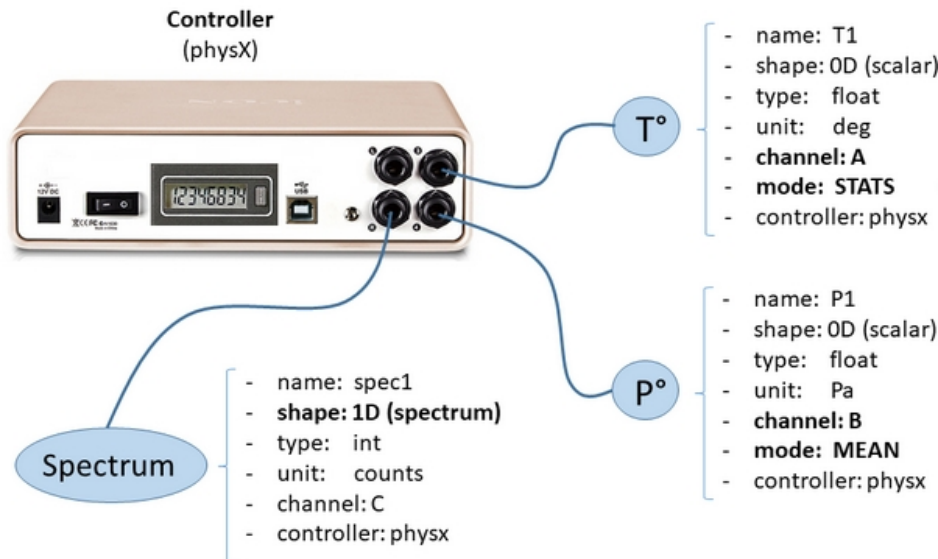 Controller
(physX)
12V DC
12346834
USB
T°
- name: T1
- shape: 0D (scalar)
- type: float
- unit: deg
- channel: A
- mode: STATS
- controller: physx
P°
- name: P1
- shape: 0D (scalar)
- type: float
- unit: Pa
- channel: B
- mode: MEAN
- controller: physx
Spectrum
- name: spec1
- shape: 1D (spectrum)
- type: int
- unit: counts
- channel: C
- controller: physx